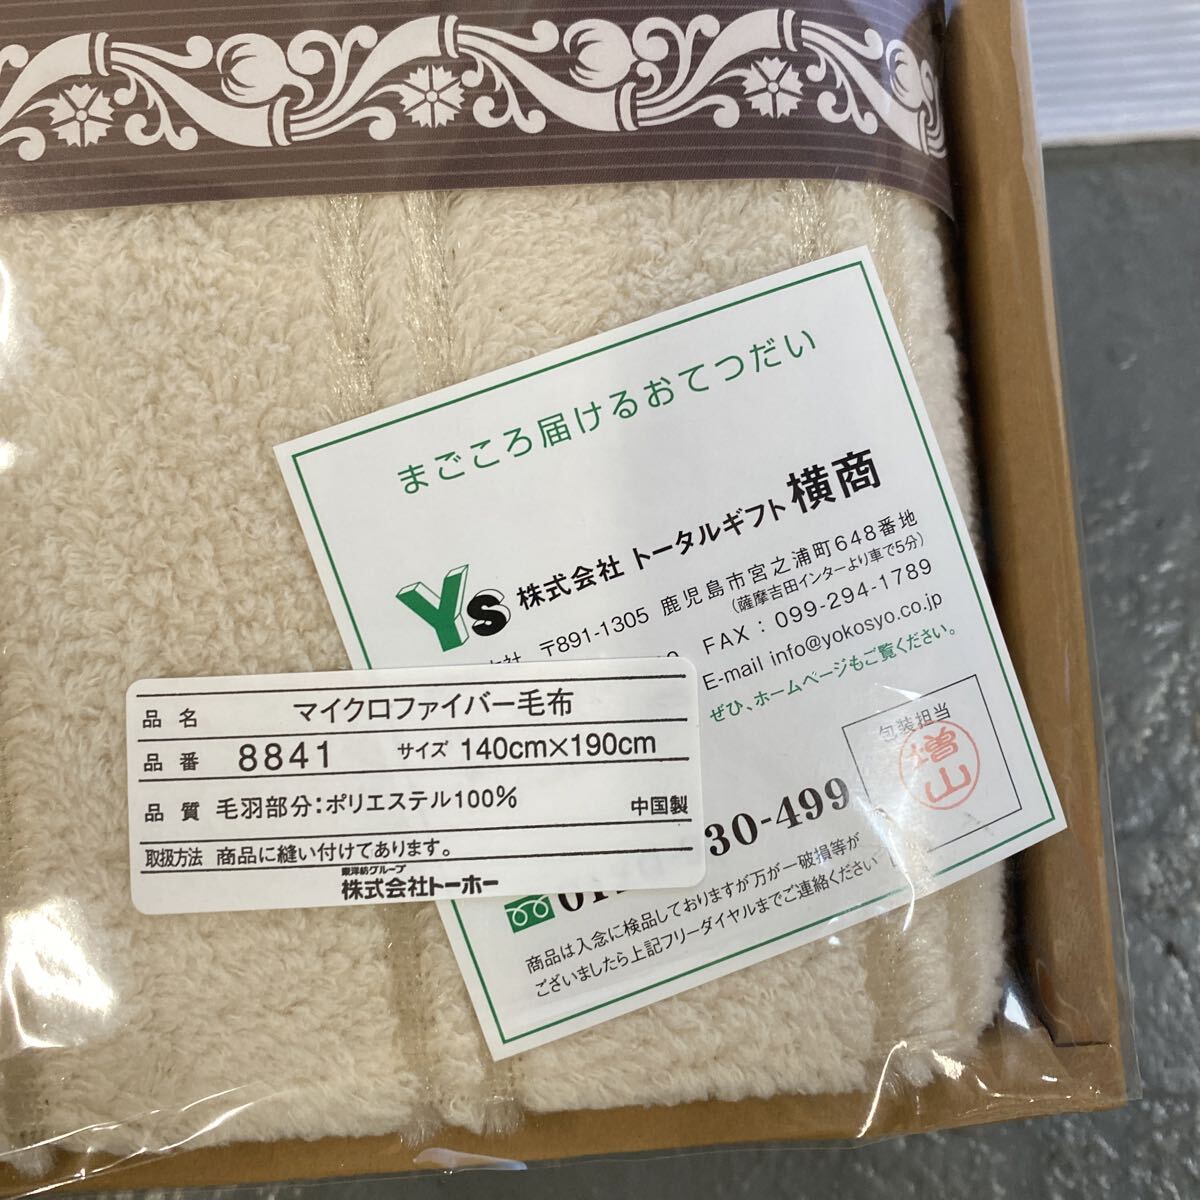 まごころ届けるおてつだい
Ys 株式会社 トータルギフト 横商
〒891-1305 鹿児島市宮之浦町648番地
(薩摩吉田インターより車で5分)
FAX : 099-294-1789
E-mail info@yokosyo.co.jp
ぜひ、ホームページもご覧ください。
包装担当
30-499
商品は入念に検品しておりますが万が一破損等が
ございましたら上記フリーダイヤルまでご連絡ください
品名 マイクロファイバー毛布
品番 8841 サイズ 140cm×190cm
品質 毛羽部分:ポリエステル100% 中国製
取扱方法 商品に縫い付けてあります。
東洋紡グループ
株式会社トーホー